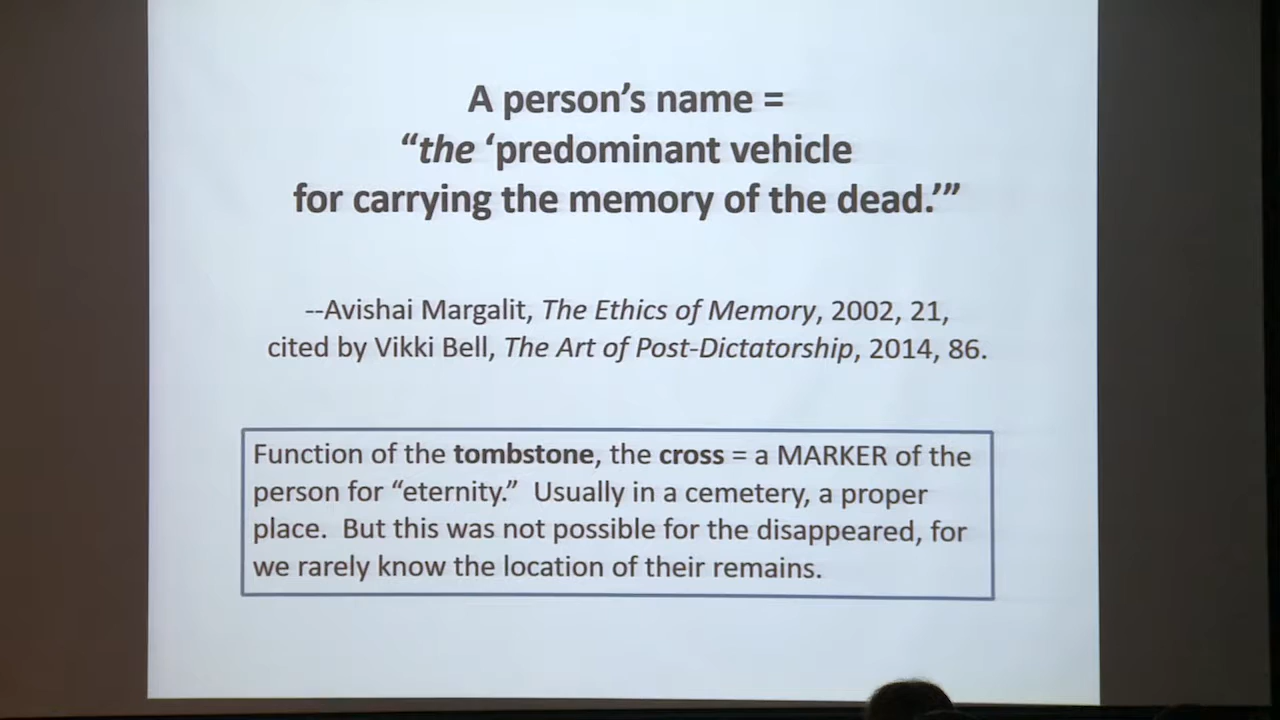 A person’s name =
“the ‘predominant vehicle
for carrying the memory of the dead.’”
--Avishai Margalit, The Ethics of Memory, 2002, 21,
cited by Vikki Bell, The Art of Post-Dictatorship, 2014, 86.
Function of the tombstone, the cross = a MARKER of the
person for “eternity.”  Usually in a cemetery, a proper
place.  But this was not possible for the disappeared, for
we rarely know the location of their remains.